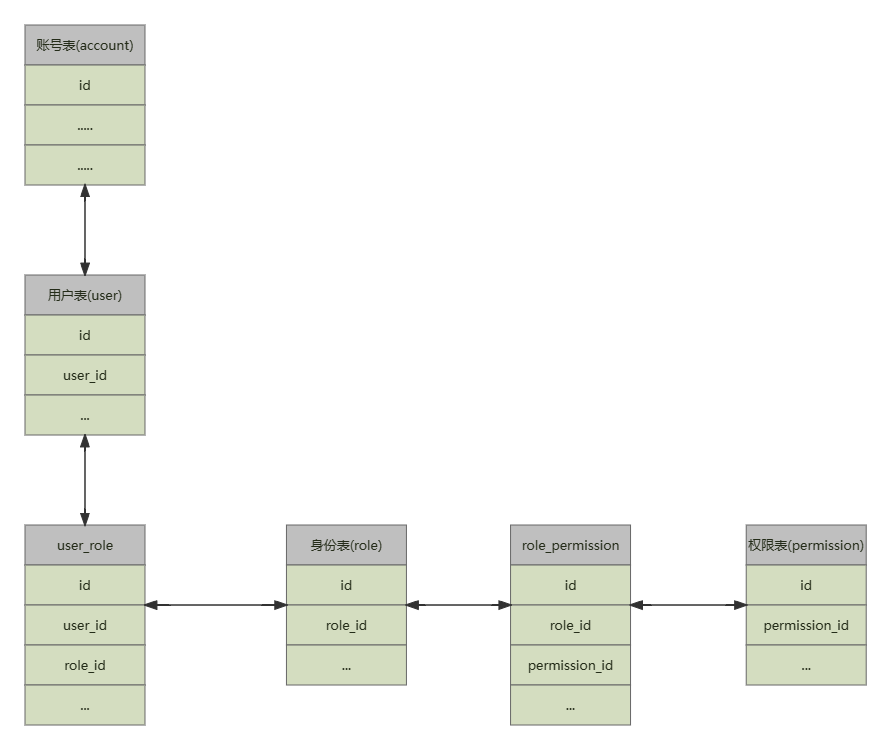 账号表(account)
id
.....
.....
用户表(user)
id
user_id
...
user_role
id
user_id
role_id
...
身份表(role)
id
role_id
...
role_permission
id
role_id
permission_id
...
权限表(permission)
id
permission_id
...